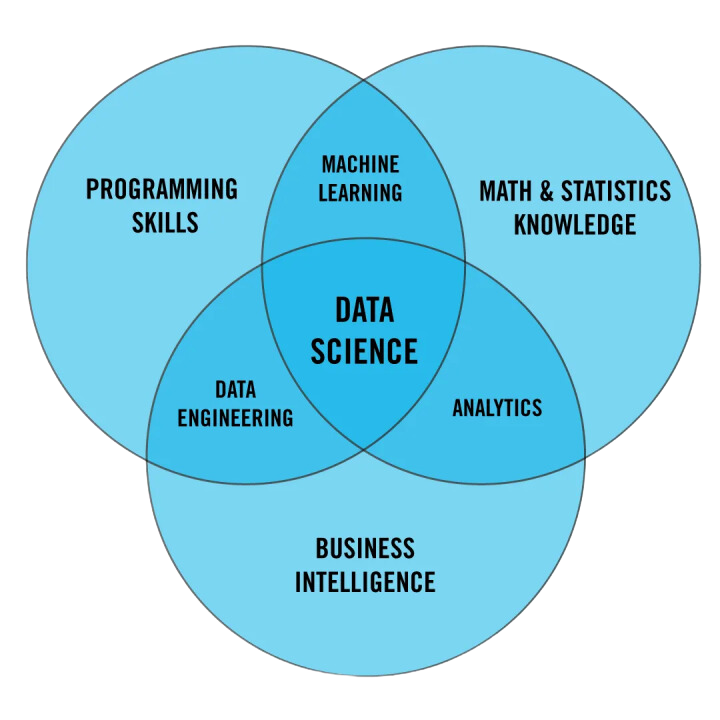 PROGRAMMING
SKILLS
MACHINE
LEARNING
MATH & STATISTICS
KNOWLEDGE
DATA
SCIENCE
DATA
ENGINEERING
ANALYTICS
BUSINESS
INTELLIGENCE